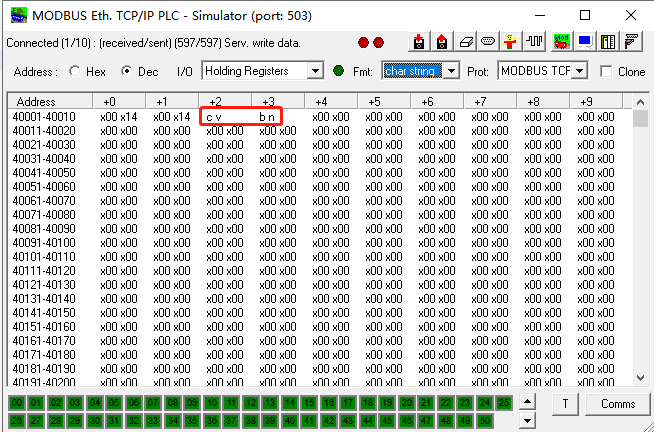 MODBUS Eth. TCP/IP PLC - Simulator (port: 503)
Connected (1/10) : (received/sent) (597/597) Serv. write data.
Address : Hex Dec I/O Holding Registers Fmt: char string Prot: MODBUS TCP Clone
Address +0 +1 +2 +3 +4 +5 +6 +7 +8 +9
40001-40010 x00 x14 x00 x14 c v b n x00 x00 x00 x00 x00 x00 x00 x00 x00 x00 x00 x00
40011-40020 x00 x00 x00 x00 x00 x00 x00 x00 x00 x00 x00 x00 x00 x00 x00 x00 x00 x00 x00 x00
40021-40030 x00 x00 x00 x00 x00 x00 x00 x00 x00 x00 x00 x00 x00 x00 x00 x00 x00 x00 x00 x00
40031-40040 x00 x00 x00 x00 x00 x00 x00 x00 x00 x00 x00 x00 x00 x00 x00 x00 x00 x00 x00 x00
40041-40050 x00 x00 x00 x00 x00 x00 x00 x00 x00 x00 x00 x00 x00 x00 x00 x00 x00 x00 x00 x00
40051-40060 x00 x00 x00 x00 x00 x00 x00 x00 x00 x00 x00 x00 x00 x00 x00 x00 x00 x00 x00 x00
40061-40070 x00 x00 x00 x00 x00 x00 x00 x00 x00 x00 x00 x00 x00 x00 x00 x00 x00 x00 x00 x00
40071-40080 x00 x00 x00 x00 x00 x00 x00 x00 x00 x00 x00 x00 x00 x00 x00 x00 x00 x00 x00 x00
40081-40090 x00 x00 x00 x00 x00 x00 x00 x00 x00 x00 x00 x00 x00 x00 x00 x00 x00 x00 x00 x00
40091-40100 x00 x00 x00 x00 x00 x00 x00 x00 x00 x00 x00 x00 x00 x00 x00 x00 x00 x00 x00 x00
40101-40110 x00 x00 x00 x00 x00 x00 x00 x00 x00 x00 x00 x00 x00 x00 x00 x00 x00 x00 x00 x00
40111-40120 x00 x00 x00 x00 x00 x00 x00 x00 x00 x00 x00 x00 x00 x00 x00 x00 x00 x00 x00 x00
40121-40130 x00 x00 x00 x00 x00 x00 x00 x00 x00 x00 x00 x00 x00 x00 x00 x00 x00 x00 x00 x00
40131-40140 x00 x00 x00 x00 x00 x00 x00 x00 x00 x00 x00 x00 x00 x00 x00 x00 x00 x00 x00 x00
40141-40150 x00 x00 x00 x00 x00 x00 x00 x00 x00 x00 x00 x00 x00 x00 x00 x00 x00 x00 x00 x00
40151-40160 x00 x00 x00 x00 x00 x00 x00 x00 x00 x00 x00 x00 x00 x00 x00 x00 x00 x00 x00 x00
40161-40170 x00 x00 x00 x00 x00 x00 x00 x00 x00 x00 x00 x00 x00 x00 x00 x00 x00 x00 x00 x00
40171-40180 x00 x00 x00 x00 x00 x00 x00 x00 x00 x00 x00 x00 x00 x00 x00 x00 x00 x00 x00 x00
40181-40190 x00 x00 x00 x00 x00 x00 x00 x00 x00 x00 x00 x00 x00 x00 x00 x00 x00 x00 x00 x00
40191-40200 x00 x00 x00 x00 x00 x00 x00 x00 x00 x00 x00 x00 x00 x00 x00 x00 x00 x00 x00 x00
00 01 02 03 04 05 06 07 08 09 10 11 12 13 14 15 16 17 18 19 20 21 22 23 24 25 T Comms
26 27 28 29 30 31 32 33 34 35 36 37 38 39 40 41 42 43 44 45 46 47 48 49 50